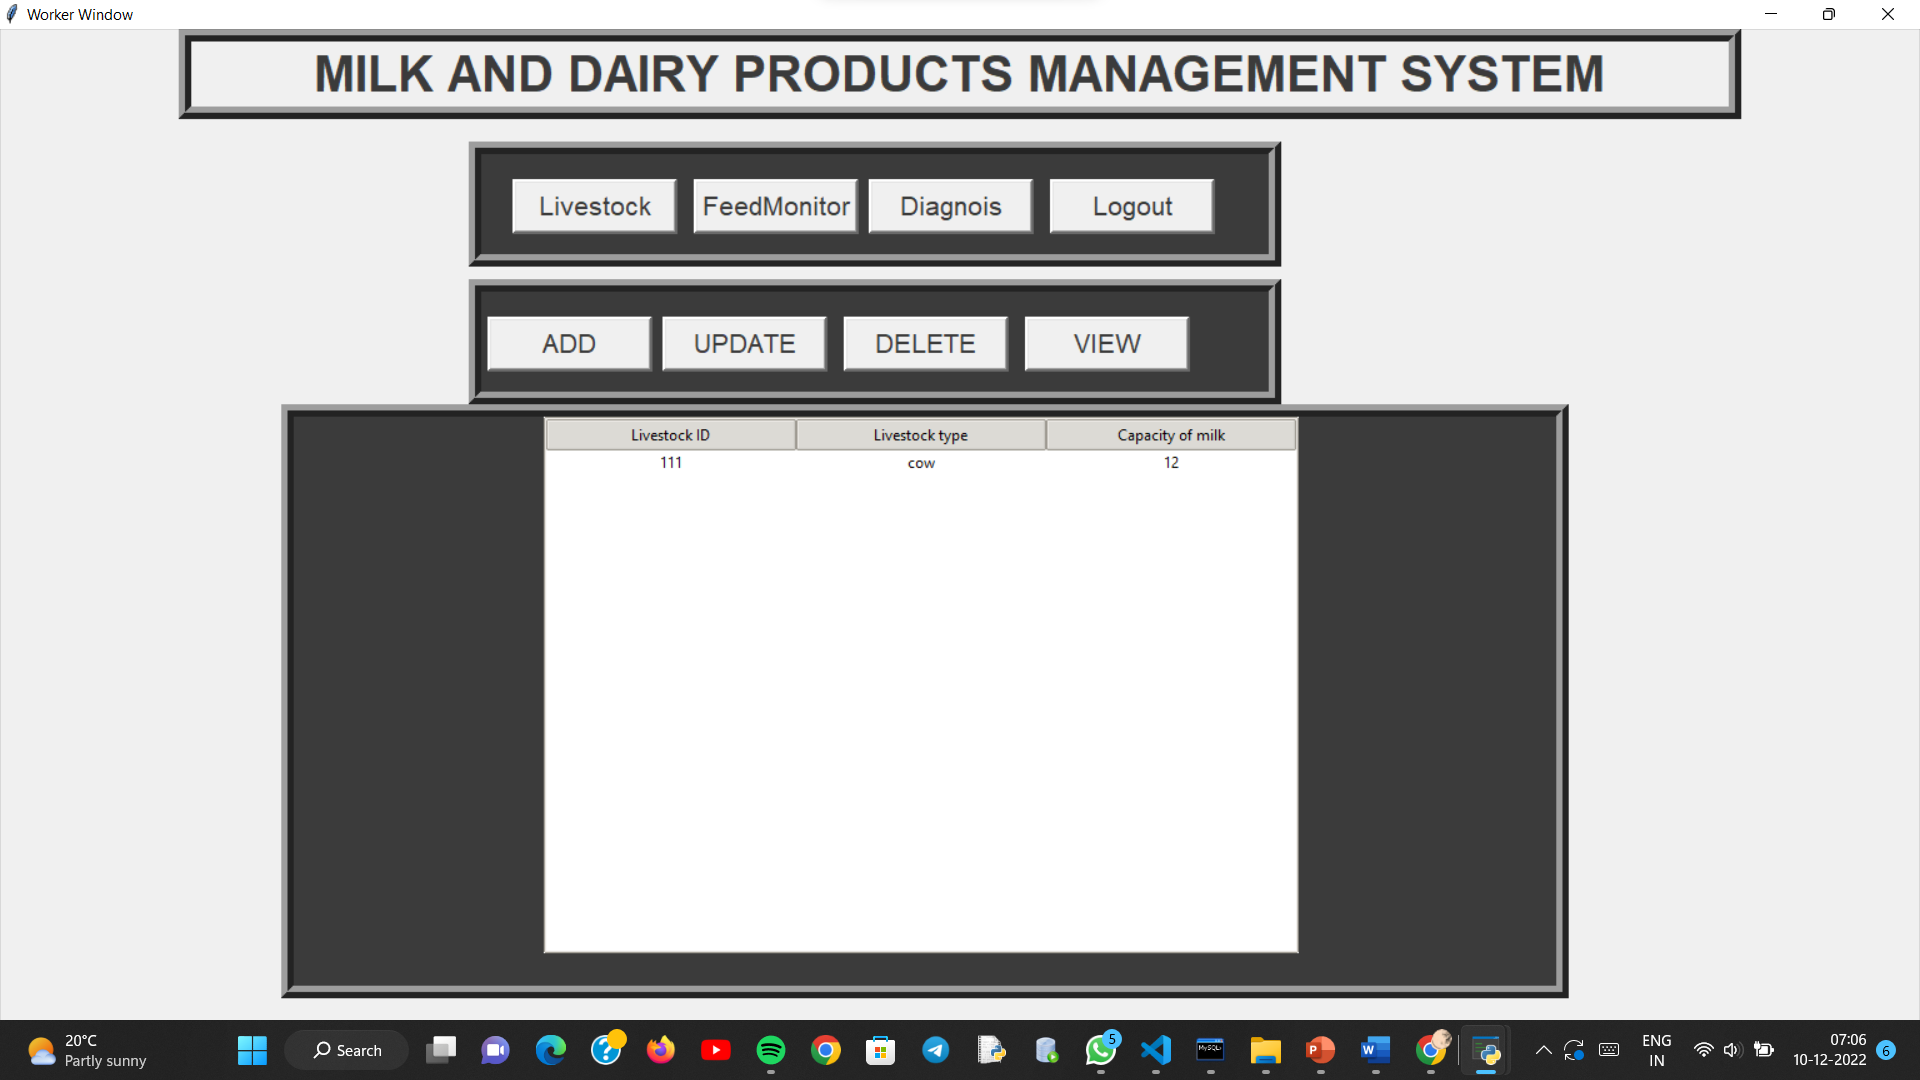 Worker Window
MILK AND DAIRY PRODUCTS MANAGEMENT SYSTEM
Livestock FeedMonitor Diagnois Logout
ADD UPDATE DELETE VIEW
Livestock ID Livestock type Capacity of milk
111 cow 12
20°C
Partly sunny
Search
5
MySQL
P
W
ENG
IN
07:06
10-12-2022
6